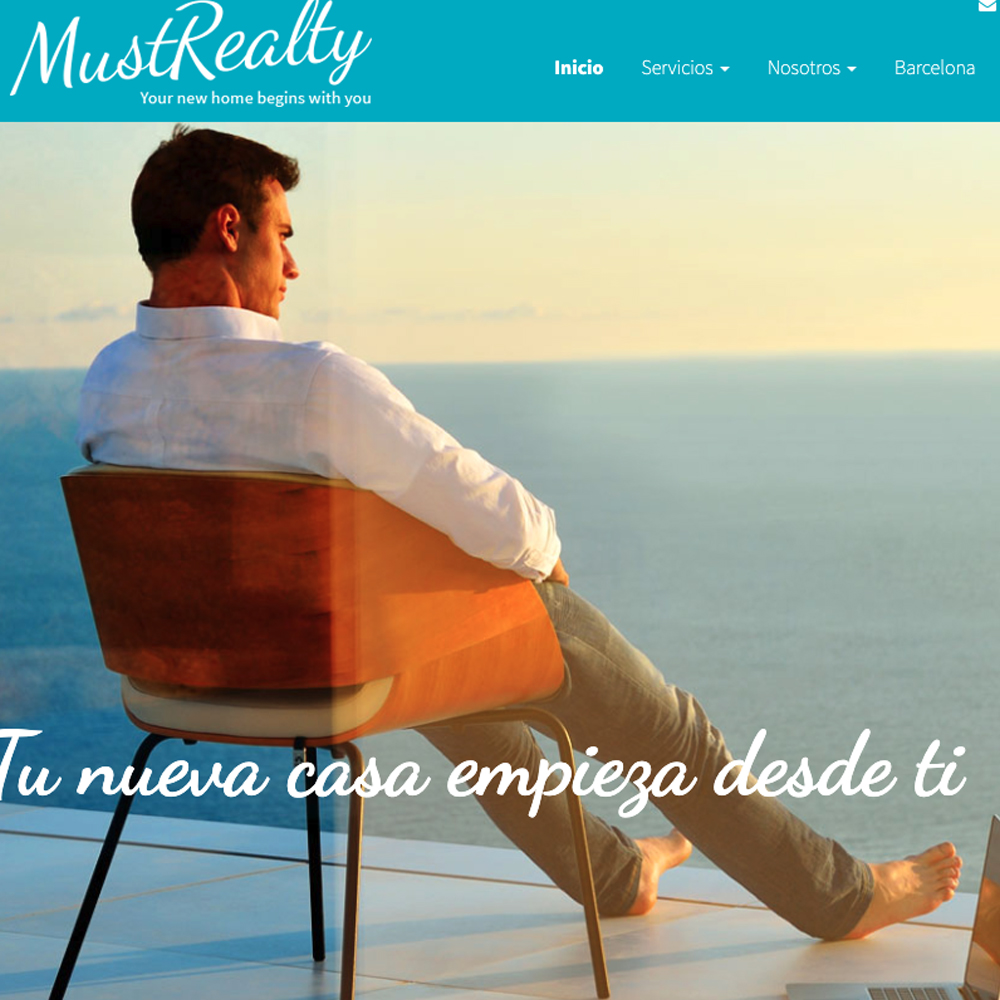 MustRealty
Your new home begins with you
Inicio Servicios Nosotros Barcelona
Tu nueva casa empieza desde ti